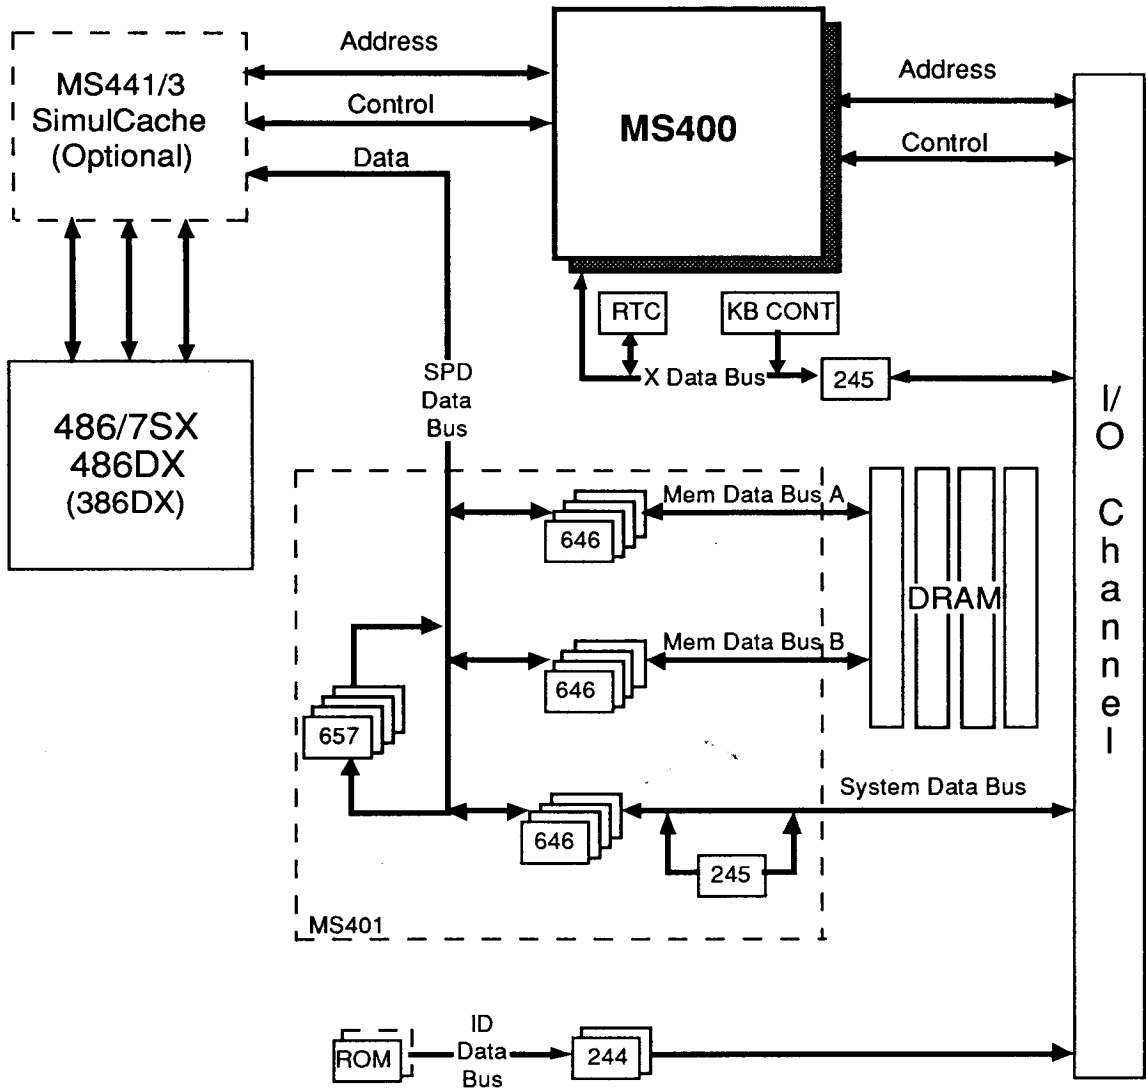 MS441/3
SimulCache
(Optional)
Address
Control
Data
MS400
Address
Control
RTC
KB CONT
X Data Bus
245
486/7SX
486DX
(386DX)
SPD
Data
Bus
I/O Channel
646
Mem Data Bus A
DRAM
646
Mem Data Bus B
657
646
245
System Data Bus
MS401
ROM
ID
Data
Bus
244